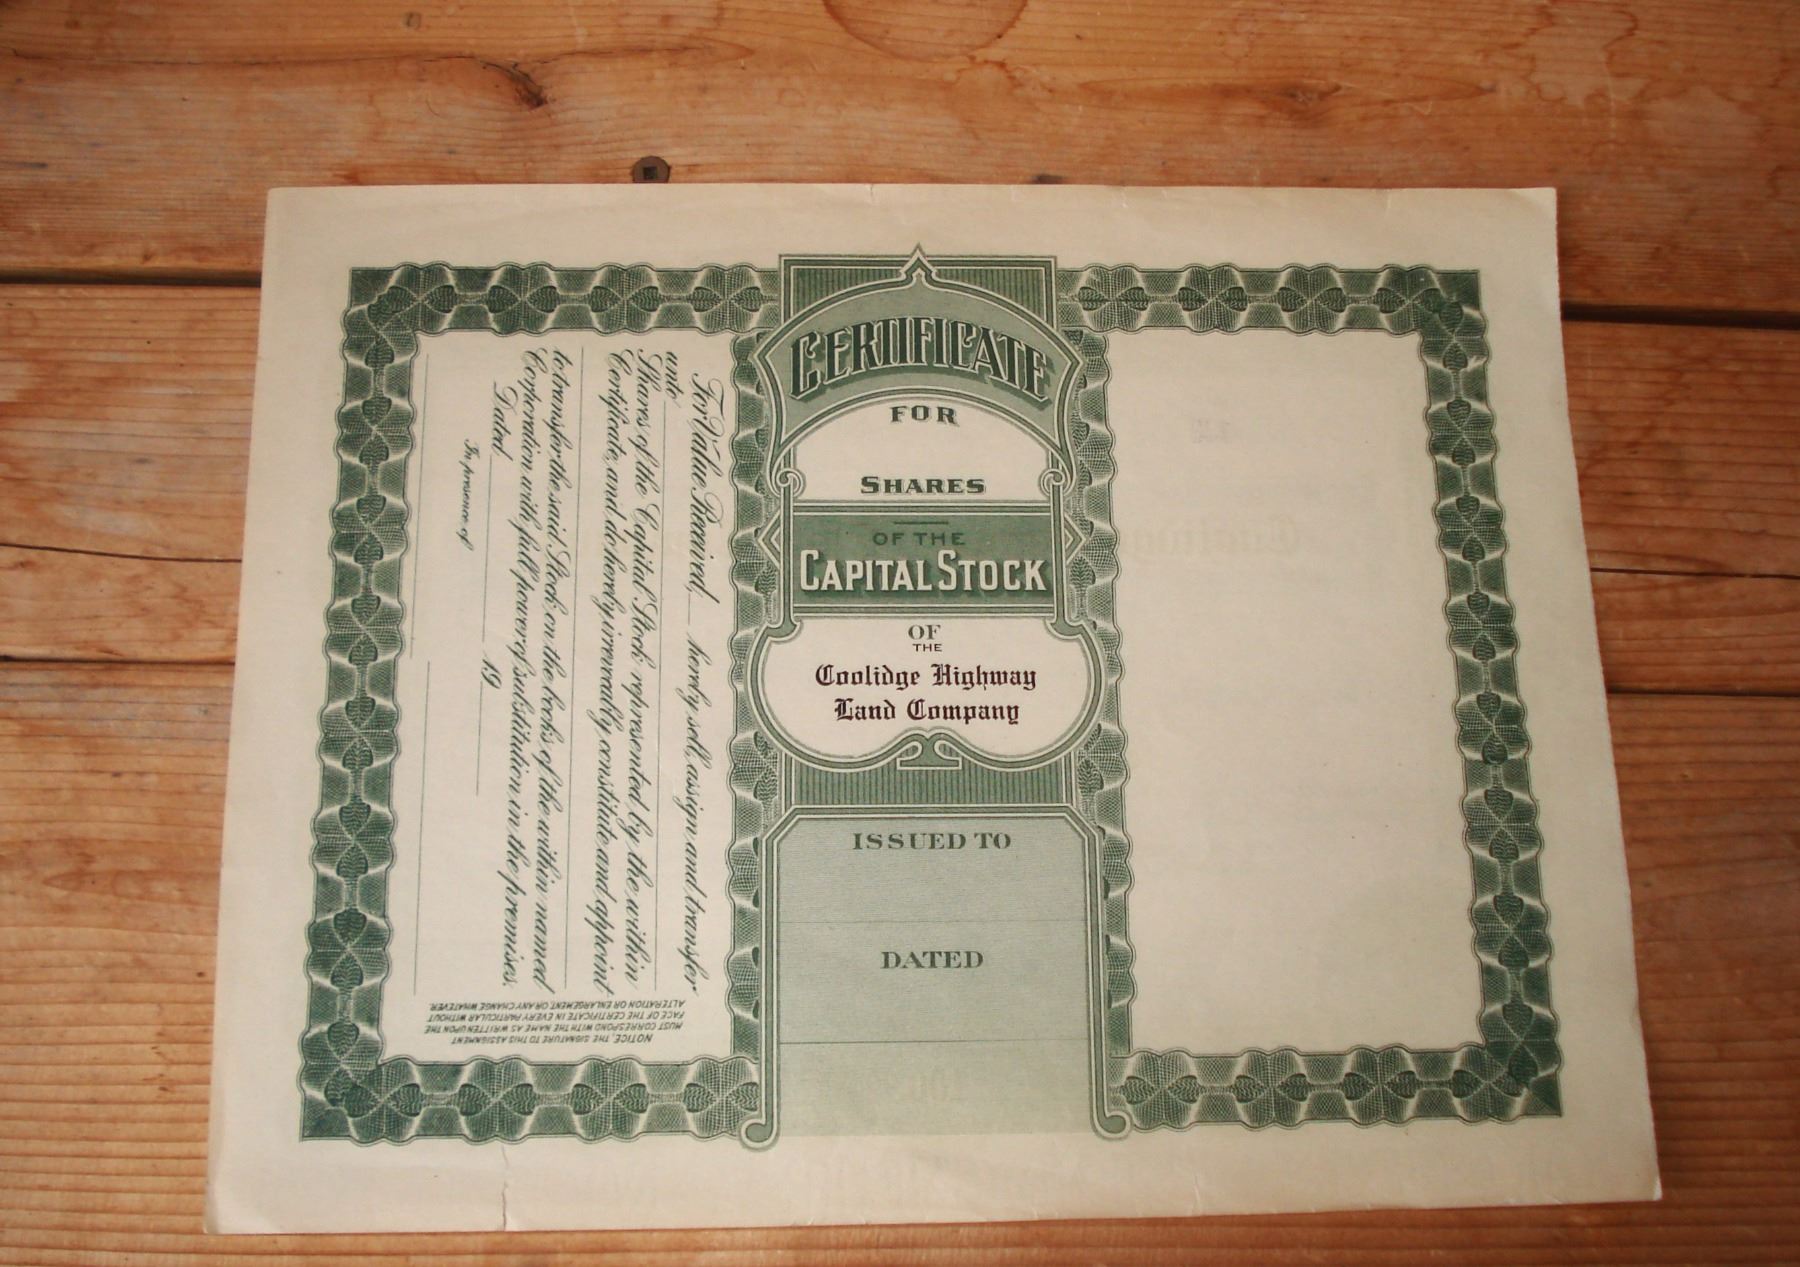 CERTIFICATE
FOR
SHARES
OF THE
CAPITAL STOCK
OF
THE
Coolidge Highway
Land Company
ISSUED TO
DATED
For Value Received, hereby sell, assign and transfer
unto
Shares of the Capital Stock represented by the within
Certificate, and do hereby irrevocably constitute and appoint
to transfer the said Stock on the books of the within named
Corporation with full power of substitution in the premises.
Dated 19
In presence of
NOTICE. THE SIGNATURE TO THIS ASSIGNMENT
MUST CORRESPOND WITH THE NAME AS WRITTEN UPON THE
FACE OF THE CERTIFICATE IN EVERY PARTICULAR WITHOUT
ALTERATION OR ENLARGEMENT, OR ANY CHANGE WHATEVER.